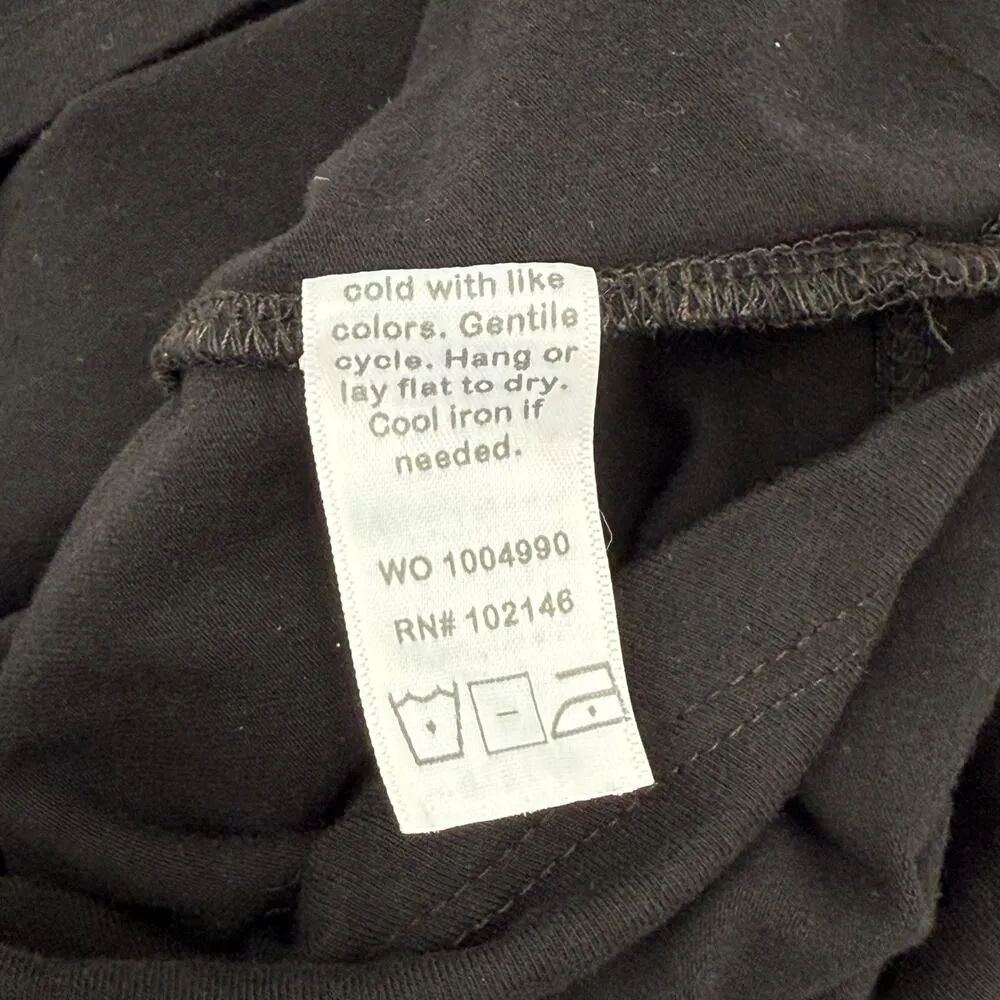 cold with like
colors. Gentile
cycle. Hang or
lay flat to dry.
Cool iron if
needed.
WO 1004990
RN# 102146